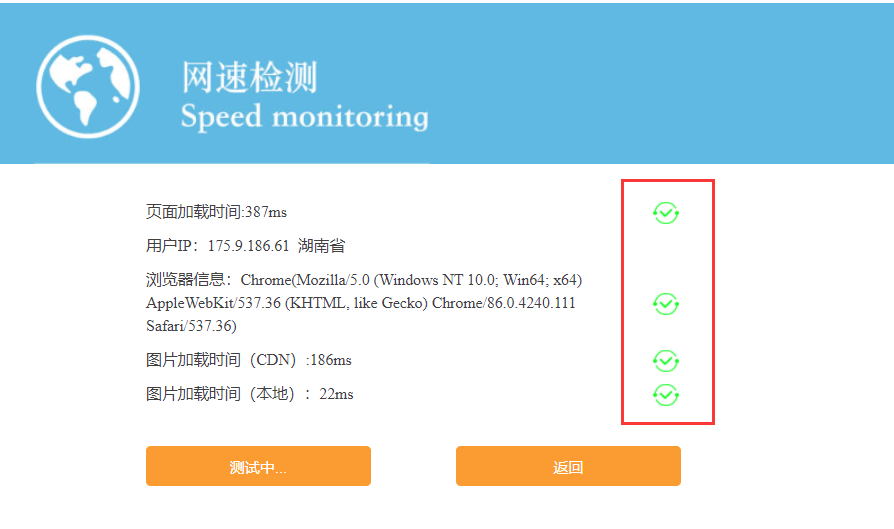 网速检测
Speed monitoring
页面加载时间:387ms
用户IP：175.9.186.61 湖南省
浏览器信息：Chrome(Mozilla/5.0 (Windows NT 10.0; Win64; x64)
AppleWebKit/537.36 (KHTML, like Gecko) Chrome/86.0.4240.111
Safari/537.36)
图片加载时间（CDN）:186ms
图片加载时间（本地）：22ms
测试中...
返回